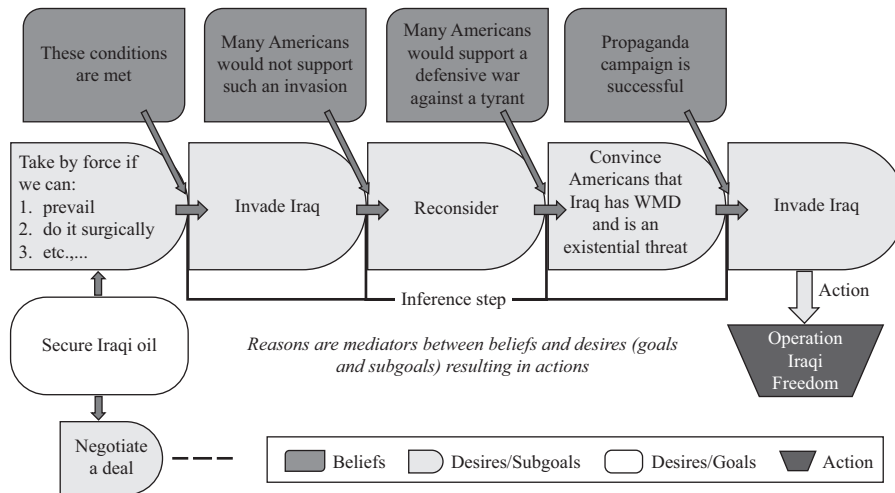 These conditions
are met
Many Americans
would not support
such an invasion
Many Americans
would support a
defensive war
against a tyrant
Propaganda
campaign is
successful
Take by force if
we can:
1. prevail
2. do it surgically
3. etc.,...
Invade Iraq
Reconsider
Convince
Americans that
Iraq has WMD
and is an
existential threat
Invade Iraq
Inference step
Action
Secure Iraqi oil
Reasons are mediators between beliefs and desires (goals
and subgoals) resulting in actions
Operation
Iraqi
Freedom
Negotiate
a deal
Beliefs
Desires/Subgoals
Desires/Goals
Action